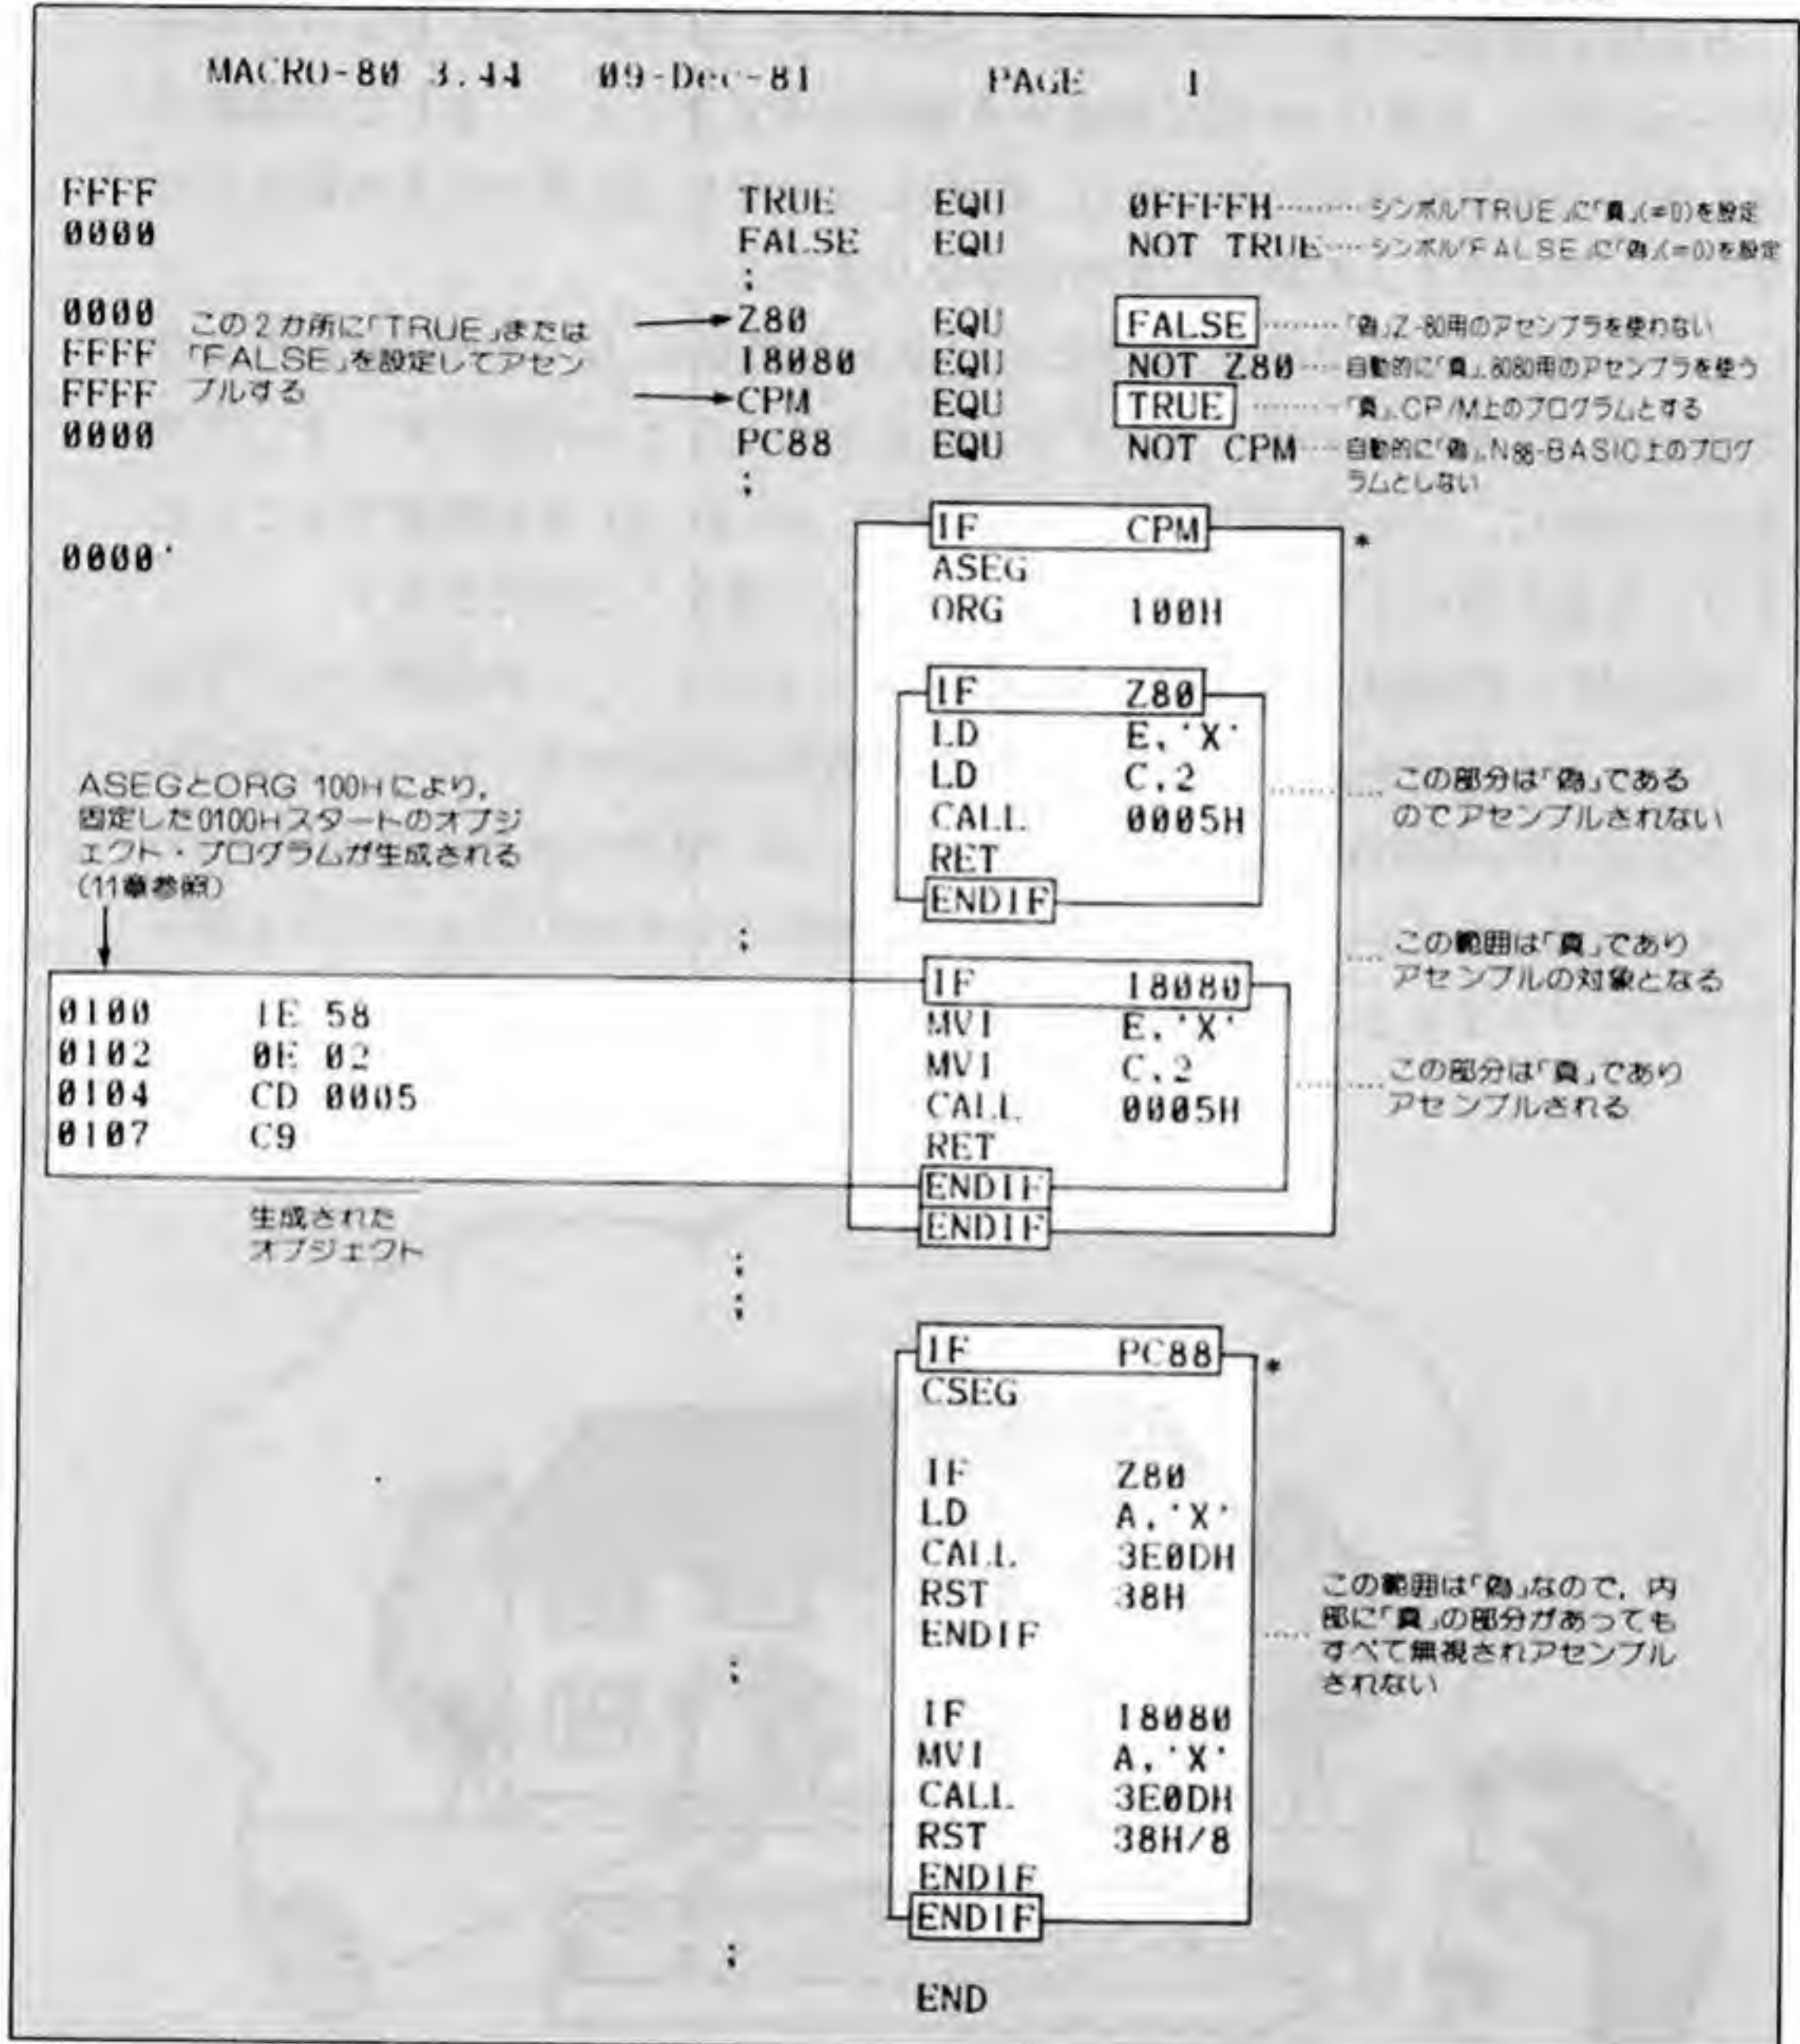 MACRO-80 3.44 09-Dec-81 PAGE 1
FFFF TRUE EQU 0FFFFH シンボル「TRUE」に「真」(≠0)を設定
0000 FALSE EQU NOT TRUE シンボル「FALSE」に「偽」(=0)を設定
;
0000 この2カ所に「TRUE」または Z80 EQU FALSE 「偽」Z-80用のアセンブラを使わない
FFFF 「FALSE」を設定してアセン I8080 EQU NOT Z80 自動的に「真」.8080用のアセンブラを使う
FFFF ブルする CPM EQU TRUE 「真」.CP/M上のプログラムとする
0000 PC88 EQU NOT CPM 自動的に「偽」.N88-BASIC上のプログ
ラムとしない
;
IF CPM *
0000' ASEG
ORG 100H
IF Z80
LD E,'X'
LD C,2
CALL 0005H
RET
ENDIF
この部分は「偽」である
のでアセンブルされない
ASEGとORG 100Hにより,
固定した0100Hスタートのオブジ
ェクト・プログラムが生成される
(11章参照)
;
この範囲は「真」であり
アセンブルの対象となる
IF I8080
0100 1E 58 MVI E,'X'
0102 0E 02 MVI C,2
0104 CD 0005 CALL 0005H
0107 C9 RET
ENDIF
ENDIF
この部分は「真」であり
アセンブルされる
生成された
オブジェクト
;
;
IF PC88 *
CSEG
IF Z80
LD A,'X'
CALL 3E0DH
RST 38H
ENDIF
;
この範囲は「偽」なので, 内
部に「真」の部分があっても
すべて無視されアセンブル
されない
IF I8080
MVI A,'X'
CALL 3E0DH
RST 38H/8
ENDIF
ENDIF
;
END